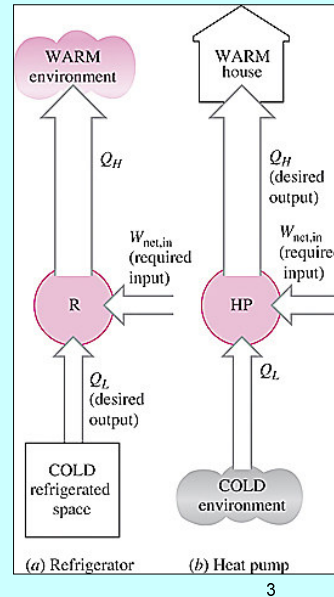 WARM
environment
Q_H
W_net,in
(required
input)
R
Q_L
(desired
output)
COLD
refrigerated
space
(a) Refrigerator
WARM
house
Q_H
(desired
output)
W_net,in
(required
input)
HP
Q_L
COLD
environment
(b) Heat pump
3